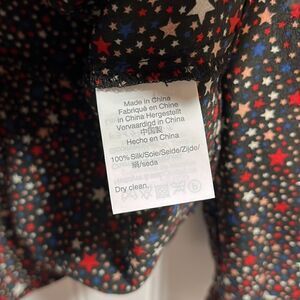 Made in China
Fabriqué en Chine
in China Hergestellt
Vorvaardigd in China
中国製
Hecho en China
100% Silk/Soie/Seide/Zijde/
絹/seda
Dry clean.